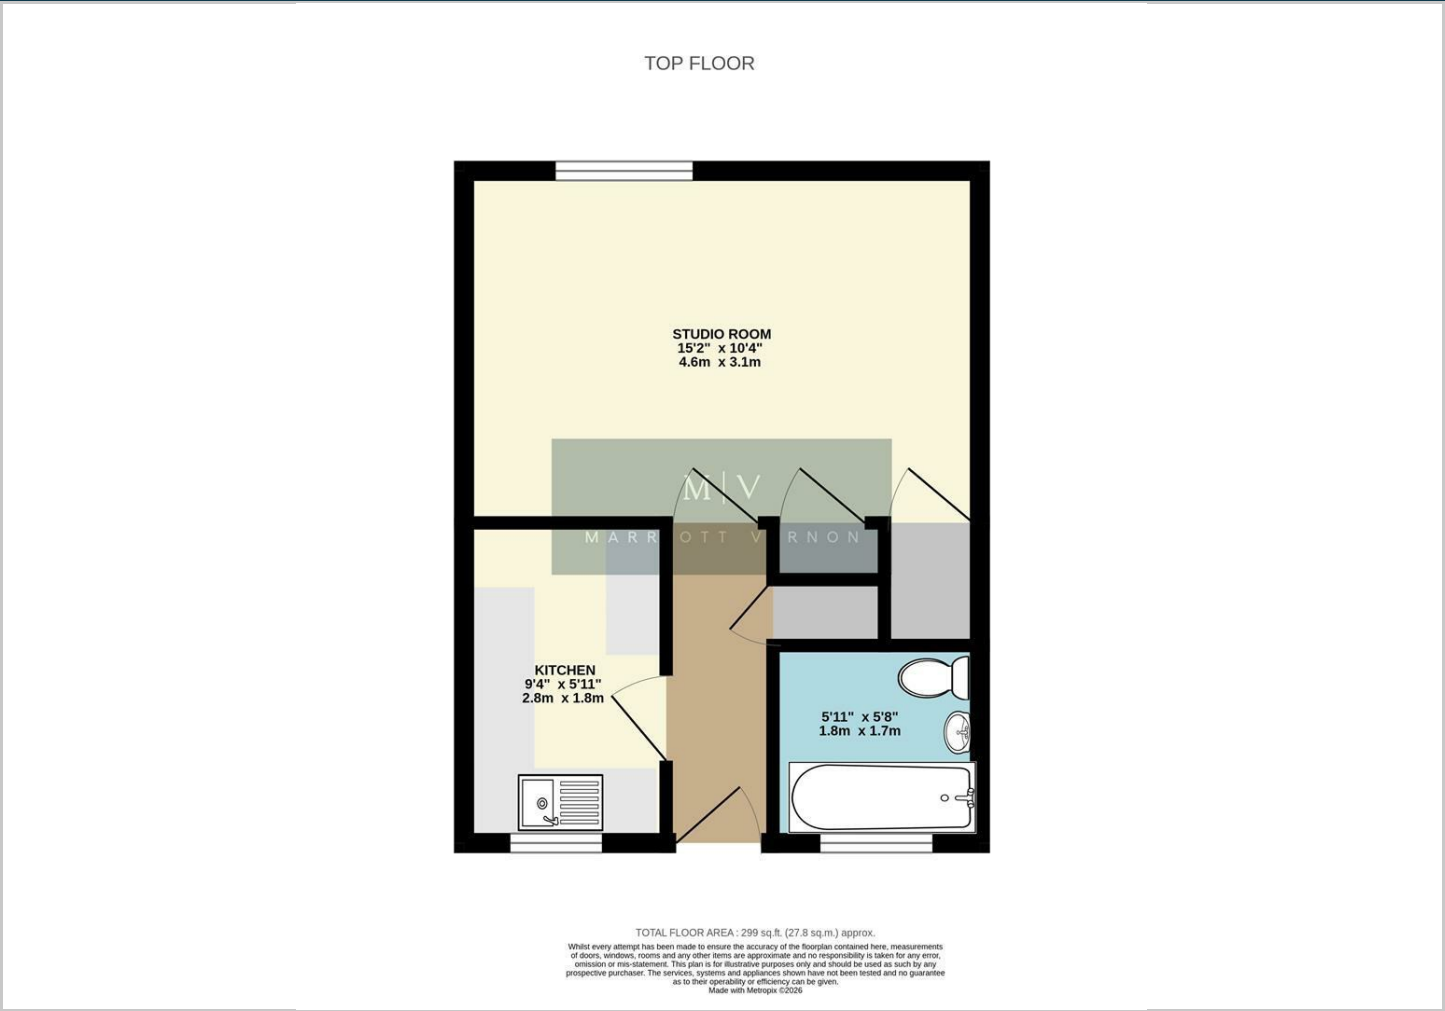 TOP FLOOR
STUDIO ROOM
15'2" x 10'4"
4.6m x 3.1m
M|V
MARRIOTT VERNON
KITCHEN
9'4" x 5'11"
2.8m x 1.8m
5'11" x 5'8"
1.8m x 1.7m
TOTAL FLOOR AREA : 299 sq.ft. (27.8 sq.m.) approx.
Whilst every attempt has been made to ensure the accuracy of the floorplan contained here, measurements
of doors, windows, rooms and any other items are approximate and no responsibility is taken for any error,
omission or mis-statement. This plan is for illustrative purposes only and should be used as such by any
prospective purchaser. The services, systems and appliances shown have not been tested and no guarantee
as to their operability or efficiency can be given.
Made with Metropix ©2026